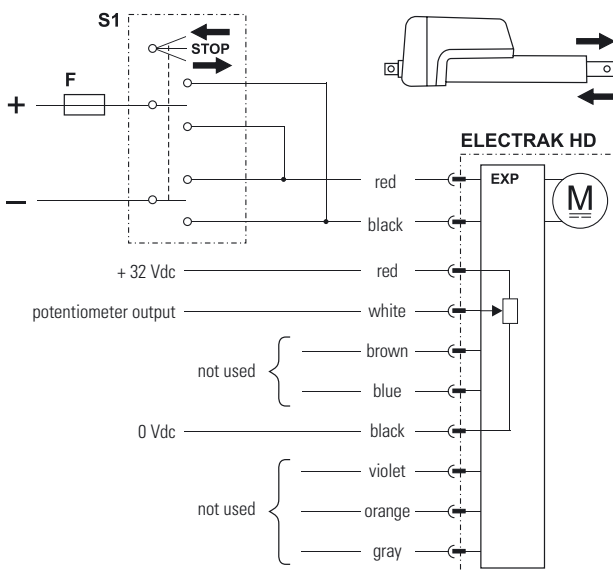 S1
STOP
F
+
–
ELECTRAK HD
EXP
M
red
black
+ 32 Vdc red
potentiometer output white
brown
not used
blue
0 Vdc black
violet
not used orange
gray